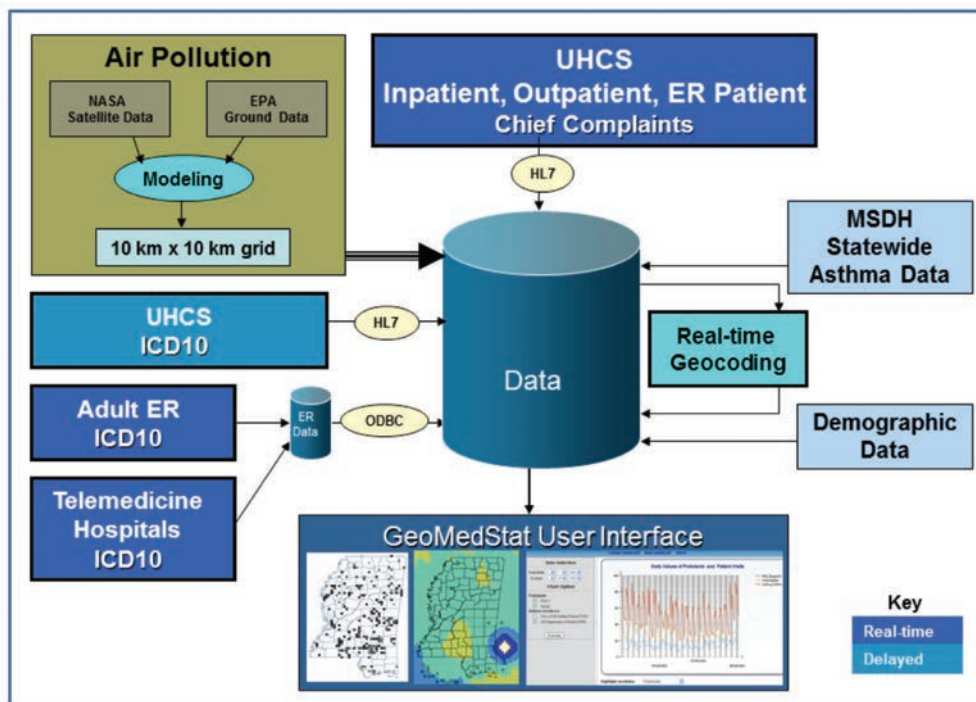 Air Pollution
NASA
Satellite Data
EPA
Ground Data
Modeling
10 km x 10 km grid
UHCS
Inpatient, Outpatient, ER Patient
Chief Complaints
HL7
MSDH
Statewide
Asthma Data
UHCS
ICD10
HL7
Data
Real-time
Geocoding
Adult ER
ICD10
ER
Data
ODBC
Demographic
Data
Telemedicine
Hospitals
ICD10
GeoMedStat User Interface
Daily Values of Pollutants and Patient Visits
Key
Real-time
Delayed